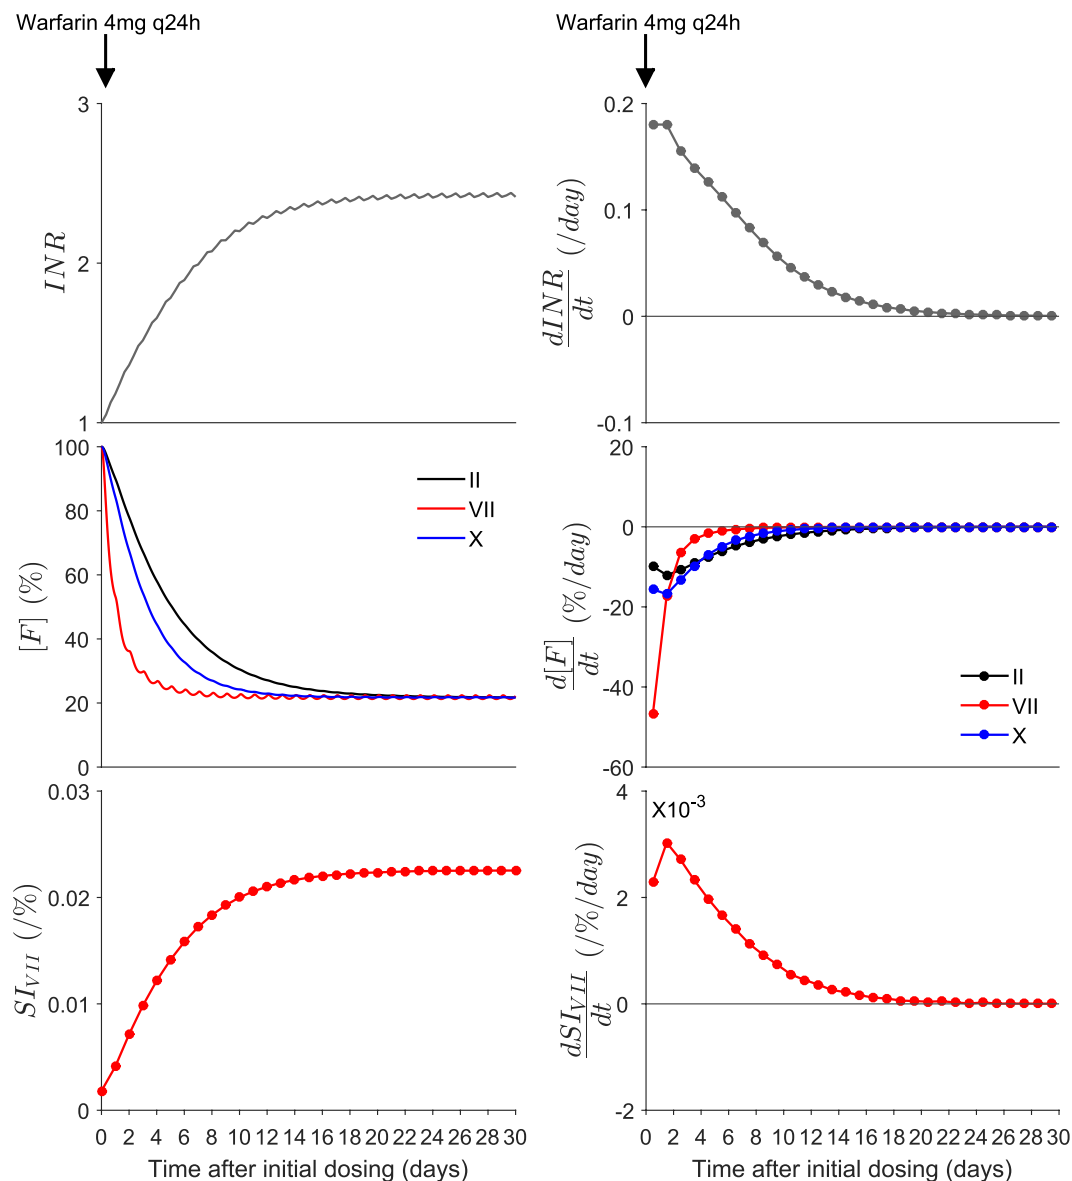 Warfarin 4mg q24h
Warfarin 4mg q24h
3
2
1
INR
0.2
0.1
0
-0.1
dINR/dt (/day)
100
80
60
40
20
0
[F] (%)
II
VII
X
20
0
-20
-40
-60
d[F]/dt (%/day)
II
VII
X
0.03
0.02
0.01
0
SI_VII (/%)
0 2 4 6 8 10 12 14 16 18 20 22 24 26 28 30
Time after initial dosing (days)
X10^-3
4
2
0
-2
dSI_VII/dt (/%/day)
0 2 4 6 8 10 12 14 16 18 20 22 24 26 28 30
Time after initial dosing (days)